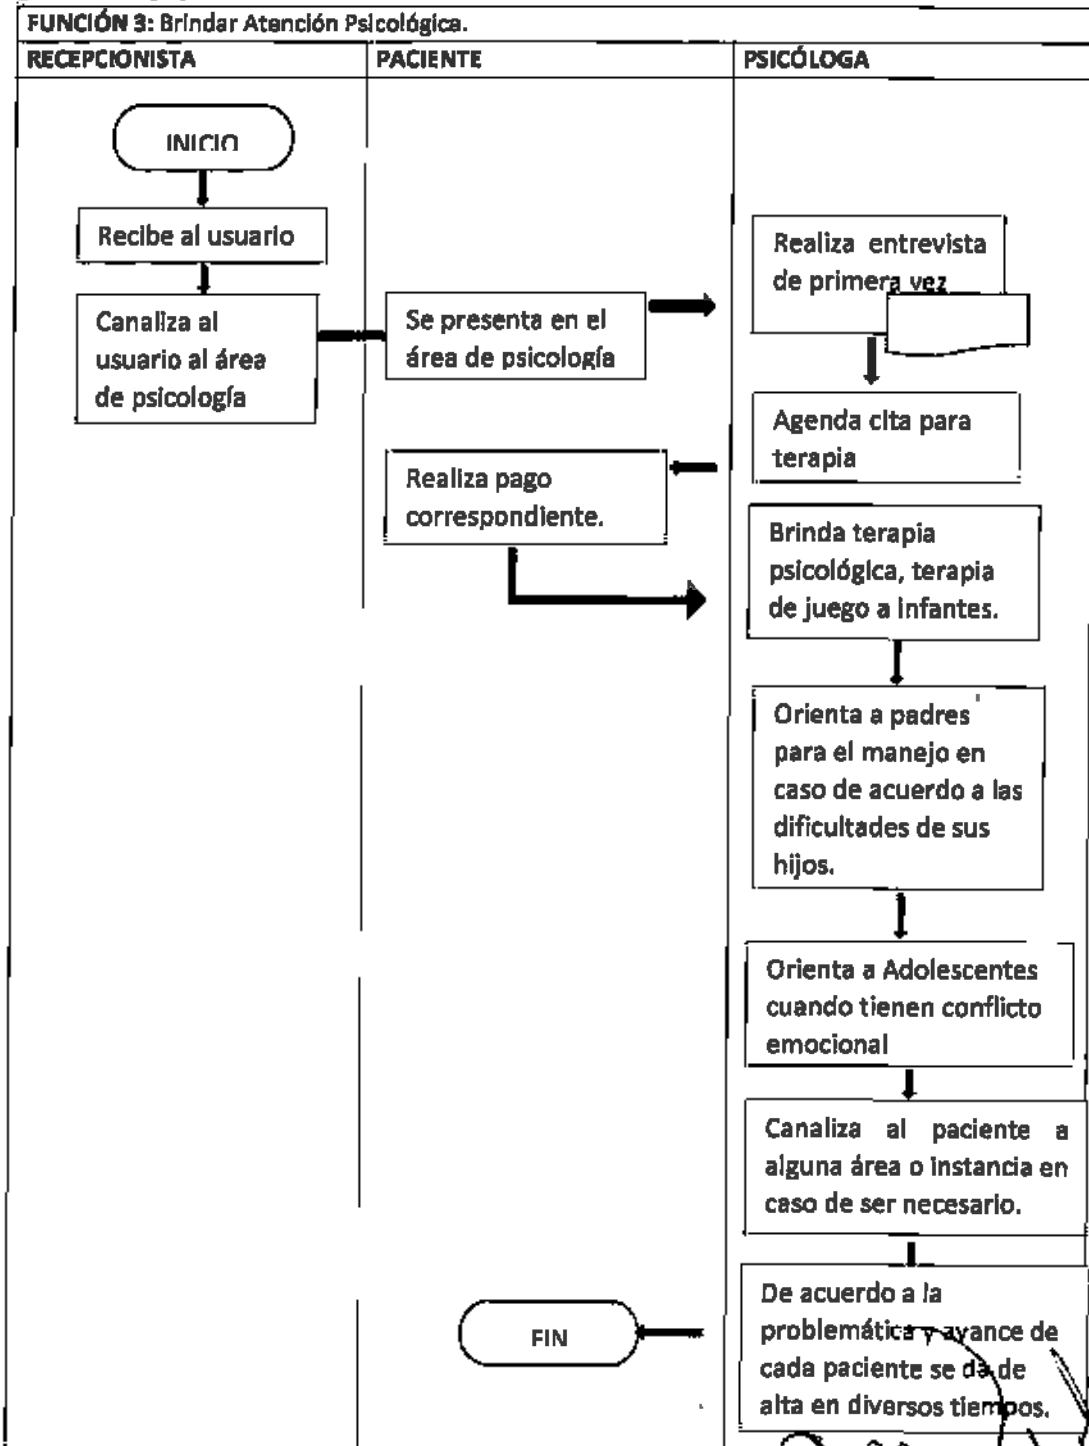 FUNCIÓN 3: Brindar Atención Psicológica.
RECEPCIONISTA
PACIENTE
PSICÓLOGA
INICIO
Recibe al usuario
Canaliza al
usuario al área
de psicología
Se presenta en el
área de psicología
Realiza entrevista
de primera vez
Agenda cita para
terapia
Realiza pago
correspondiente.
Brinda terapia
psicológica, terapia
de juego a infantes.
Orienta a padres
para el manejo en
caso de acuerdo a las
dificultades de sus
hijos.
Orienta a Adolescentes
cuando tienen conflicto
emocional
Canaliza al paciente a
alguna área o instancia en
caso de ser necesario.
De acuerdo a la
problemática y avance de
cada paciente se da de
alta en diversos tiempos.
FIN